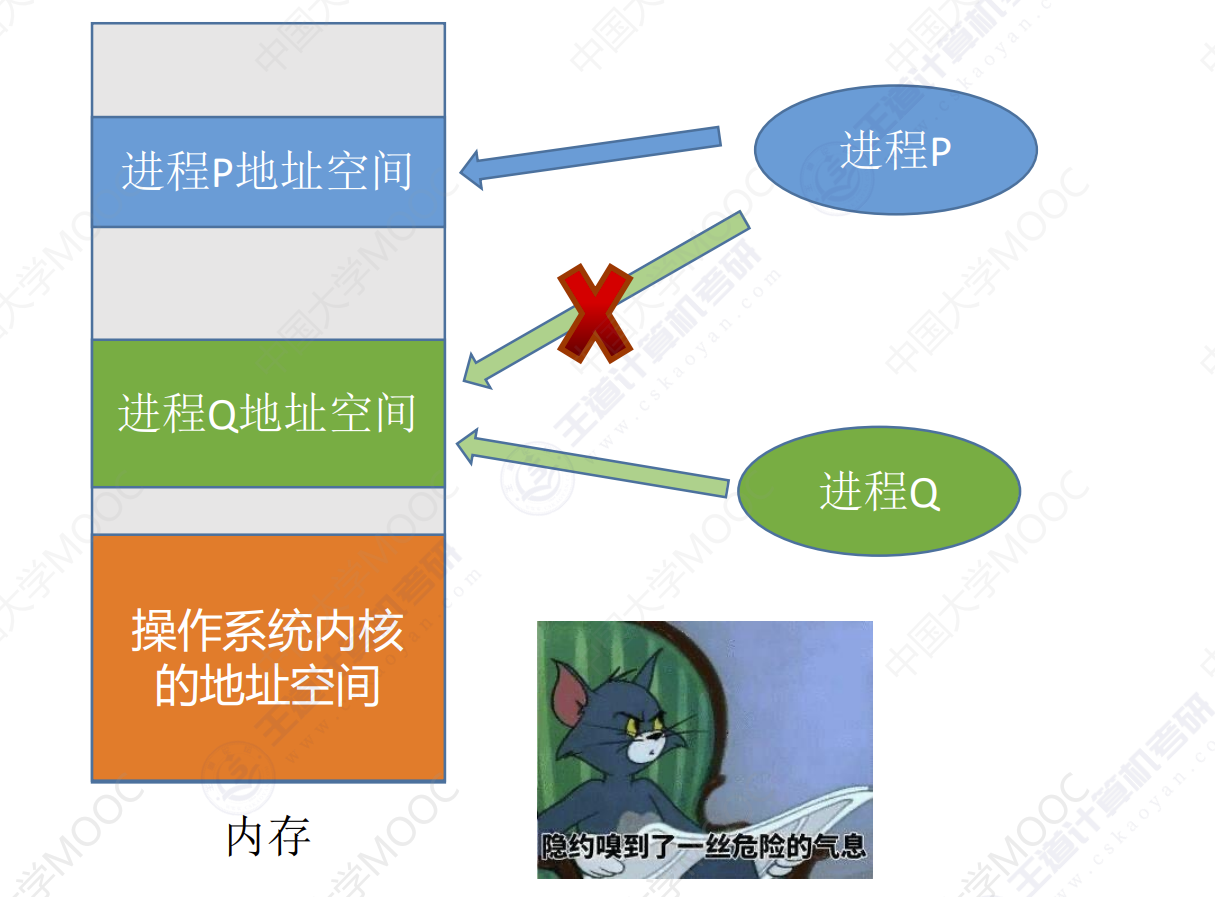 进程P地址空间
进程P
进程Q地址空间
进程Q
操作系统内核
的地址空间
内存
隐约嗅到了一丝危险的气息
中国大学MOOC
王道计算机考研
www.cskaoyan.com